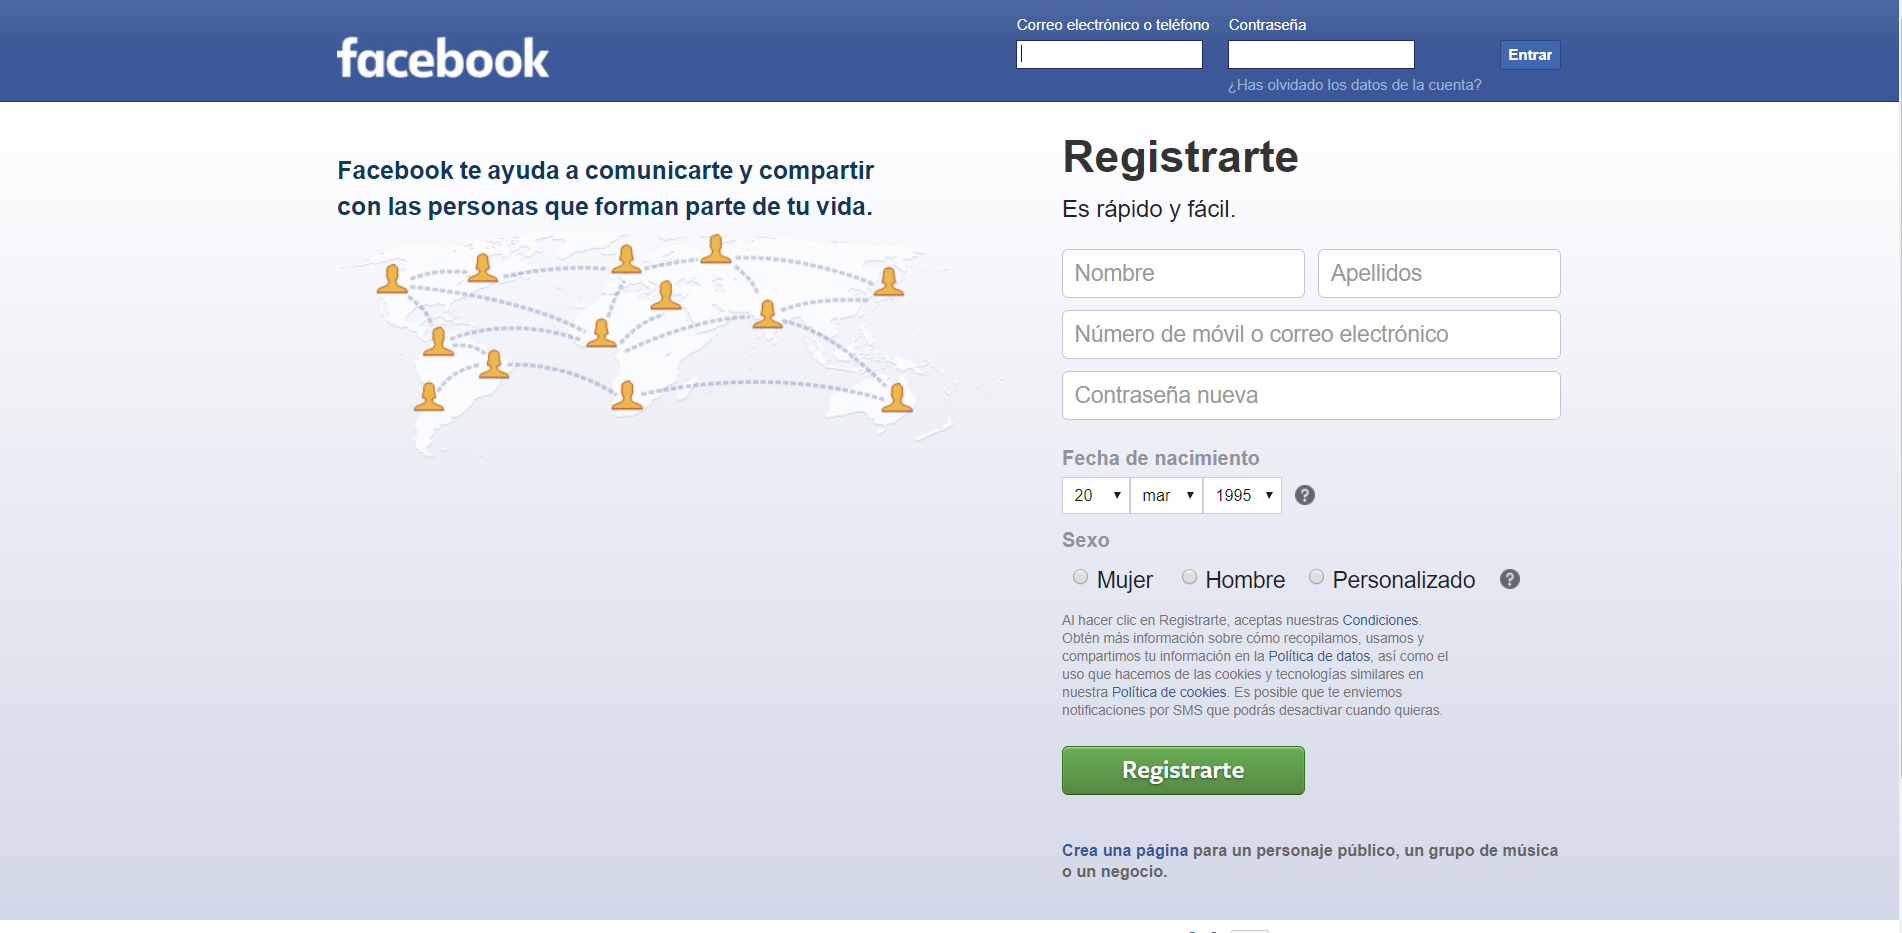 facebook
Correo electrónico o teléfono
Contraseña
Entrar
¿Has olvidado los datos de la cuenta?
Facebook te ayuda a comunicarte y compartir
con las personas que forman parte de tu vida.
Registrarte
Es rápido y fácil.
Nombre
Apellidos
Número de móvil o correo electrónico
Contraseña nueva
Fecha de nacimiento
20 mar 1995 ?
Sexo
Mujer Hombre Personalizado ?
Al hacer clic en Registrarte, aceptas nuestras Condiciones.
Obtén más información sobre cómo recopilamos, usamos y
compartimos tu información en la Política de datos, así como el
uso que hacemos de las cookies y tecnologías similares en
nuestra Política de cookies. Es posible que te enviemos
notificaciones por SMS que podrás desactivar cuando quieras.
Registrarte
Crea una página para un personaje público, un grupo de música
o un negocio.